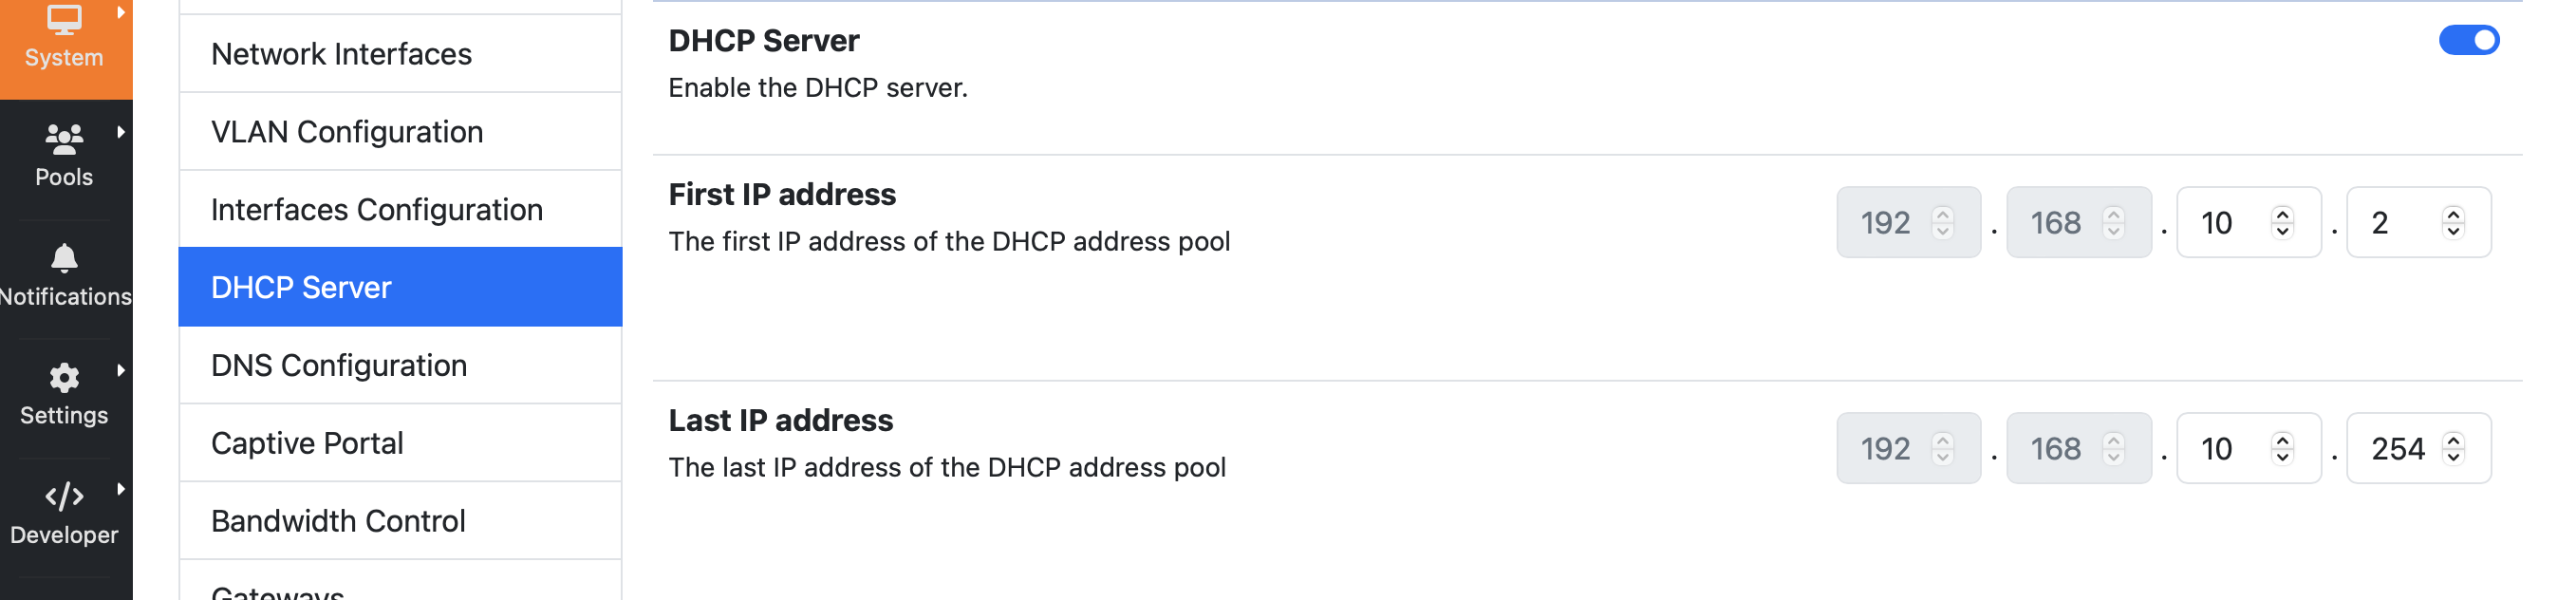 System
Pools
Notifications
Settings
Developer
Network Interfaces
VLAN Configuration
Interfaces Configuration
DHCP Server
DNS Configuration
Captive Portal
Bandwidth Control
Gateways
DHCP Server
Enable the DHCP server.
First IP address
The first IP address of the DHCP address pool
192 . 168 . 10 . 2
Last IP address
The last IP address of the DHCP address pool
192 . 168 . 10 . 254